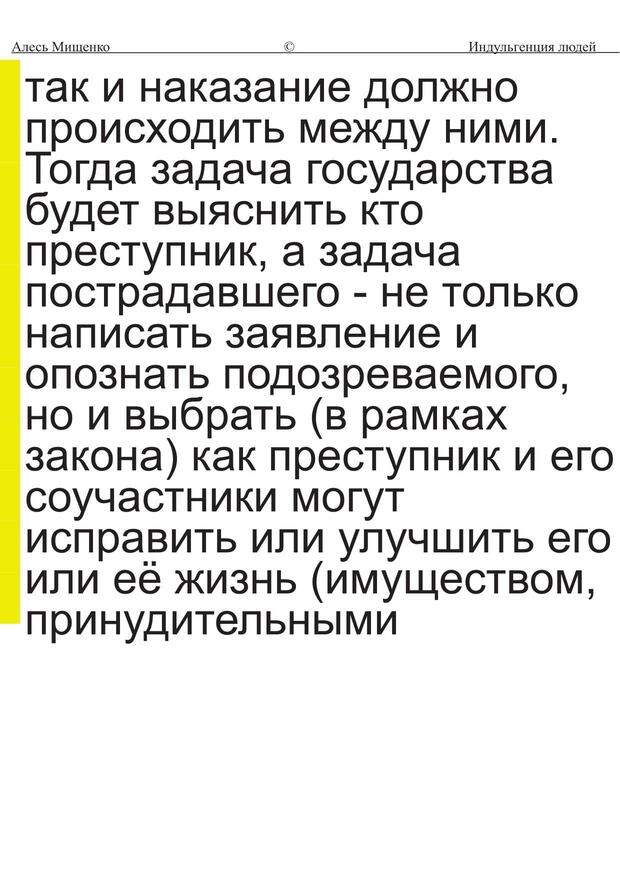 Алесь Мищенко © Индульгенция людей
так и наказание должно
происходить между ними.
Тогда задача государства
будет выяснить кто
преступник, а задача
пострадавшего - не только
написать заявление и
опознать подозреваемого,
но и выбрать (в рамках
закона) как преступник и его
соучастники могут
исправить или улучшить его
или её жизнь (имуществом,
принудительными